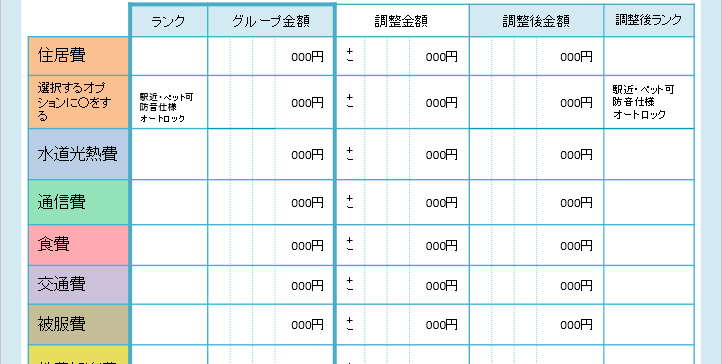 ランク グループ金額 調整金額 調整後金額 調整後ランク
住居費 000円 ± こ 000円 000円
選択するオプションに○をする 駅近・ペット可 防音仕様 オートロック 000円 ± こ 000円 000円 駅近・ペット可 防音仕様 オートロック
水道光熱費 000円 ± こ 000円 000円
通信費 000円 ± こ 000円 000円
食費 000円 ± こ 000円 000円
交通費 000円 ± こ 000円 000円
被服費 000円 ± こ 000円 000円